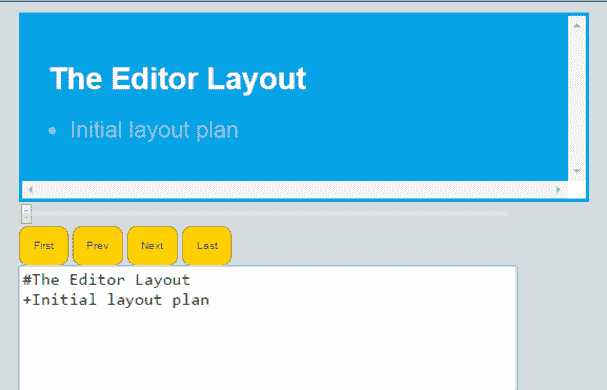 The Editor Layout
• Initial layout plan
First Prev Next Last
#The Editor Layout
+Initial layout plan